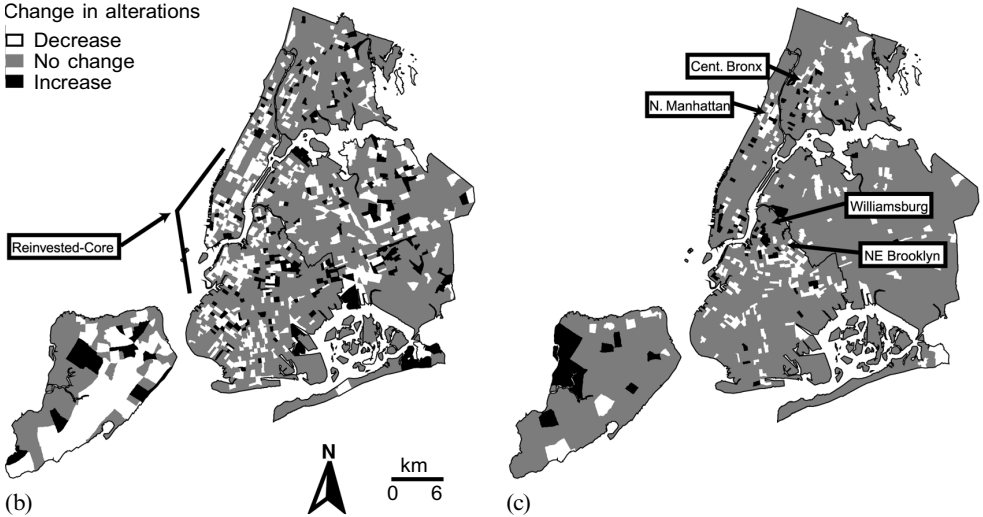 Change in alterations
Decrease
No change
Increase
Reinvested-Core
Cent. Bronx
N. Manhattan
Williamsburg
NE Brooklyn
N
km
0 6
(b)
(c)